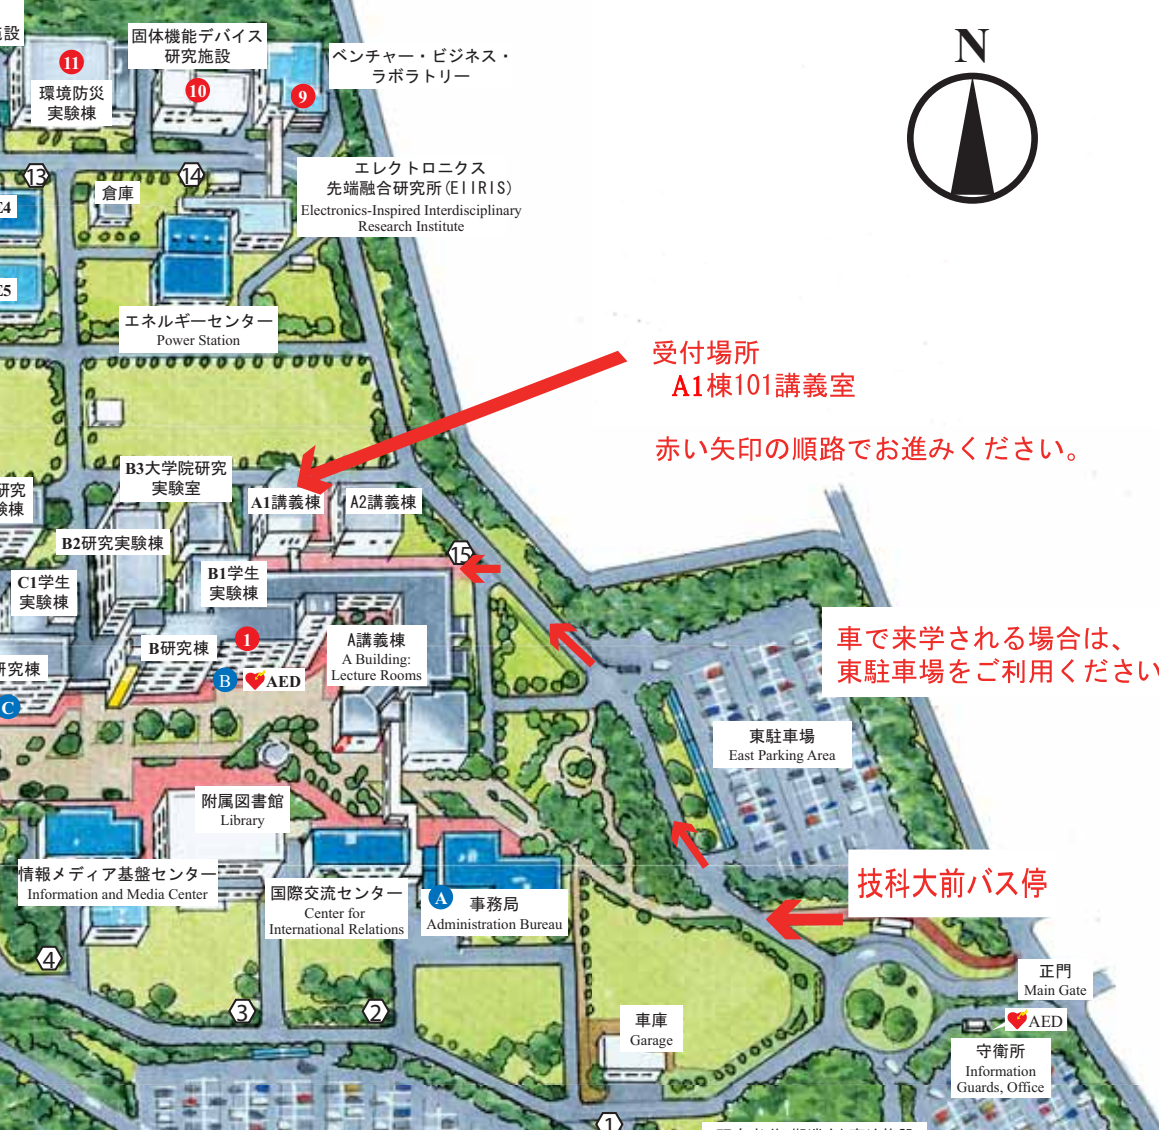 施設
固体機能デバイス
研究施設
ベンチャー・ビジネス・
ラボラトリー
11
環境防災
実験棟
10
9
N
13
14
エレクトロニクス
先端融合研究所(EIIRIS)
Electronics-Inspired Interdisciplinary
Research Institute
倉庫
E4
E5
エネルギーセンター
Power Station
受付場所
A1棟101講義室
赤い矢印の順路でお進みください。
B3大学院研究
実験室
A1講義棟
A2講義棟
研究
験棟
B2研究実験棟
15
C1学生
実験棟
B1学生
実験棟
1
B研究棟
A講義棟
A Building:
Lecture Rooms
車で来学される場合は、
東駐車場をご利用ください
研究棟
B
AED
C
東駐車場
East Parking Area
附属図書館
Library
情報メディア基盤センター
Information and Media Center
国際交流センター
Center for
International Relations
A
事務局
Administration Bureau
技科大前バス停
4
3
2
正門
Main Gate
車庫
Garage
AED
守衛所
Information
Guards, Office
1